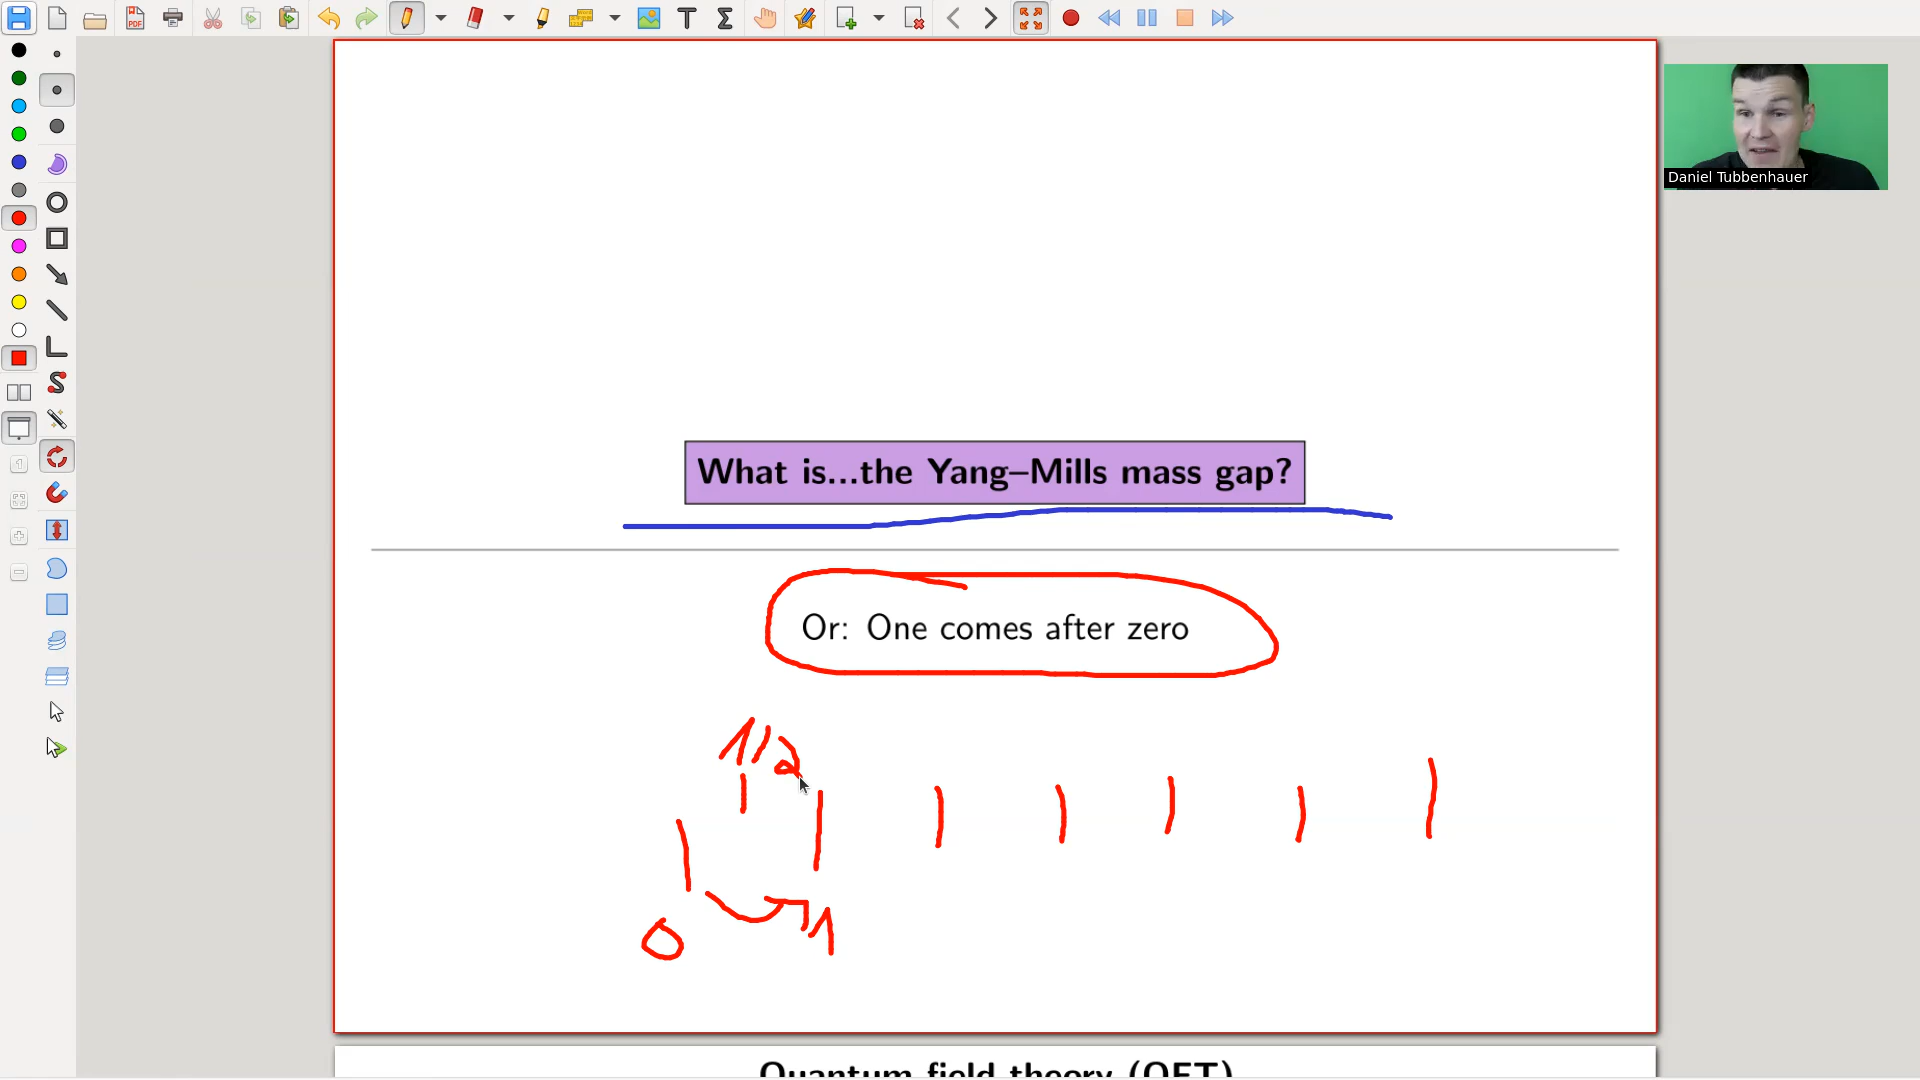 Daniel Tubbenhauer
What is...the Yang–Mills mass gap?
Or: One comes after zero
1/2
0 1
Quantum field theory (QFT)